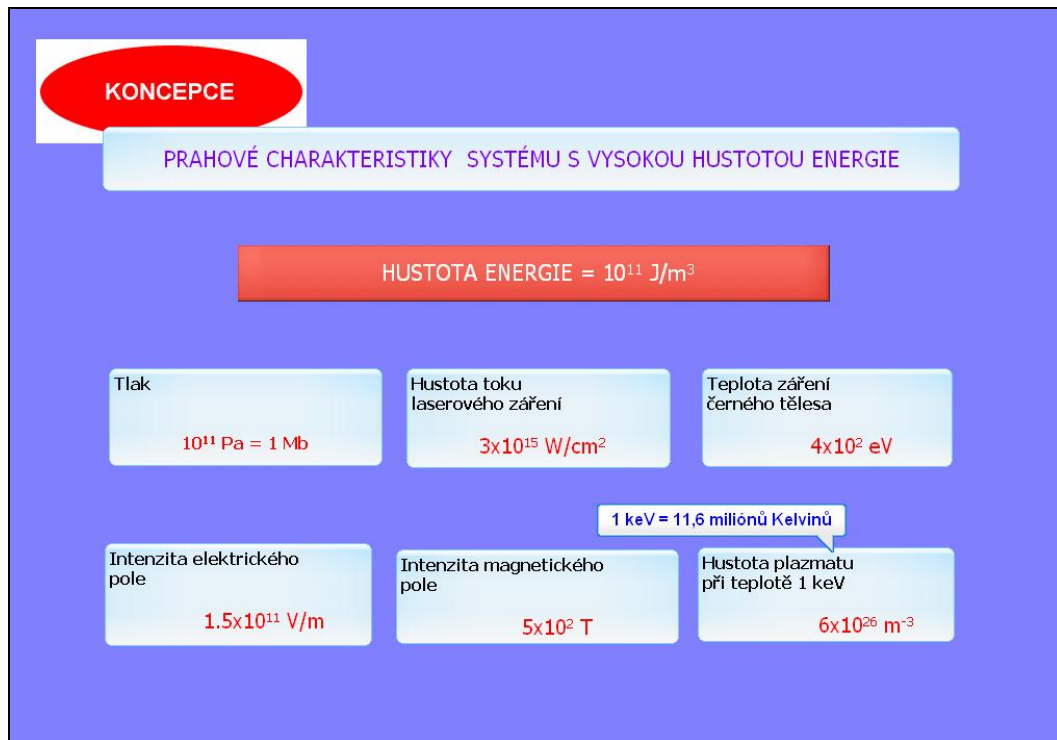 KONCEPCE
PRAHOVÉ CHARAKTERISTIKY SYSTÉMU S VYSOKOU HUSTOTOU ENERGIE
HUSTOTA ENERGIE = 10¹¹ J/m³
Tlak
10¹¹ Pa = 1 Mb
Hustota toku
laserového záření
3x10¹⁵ W/cm²
Teplota záření
černého tělesa
4x10² eV
1 keV = 11,6 miliónů Kelvinů
Intenzita elektrického
pole
1.5x10¹¹ V/m
Intenzita magnetického
pole
5x10² T
Hustota plazmatu
při teplotě 1 keV
6x10²⁶ m⁻³